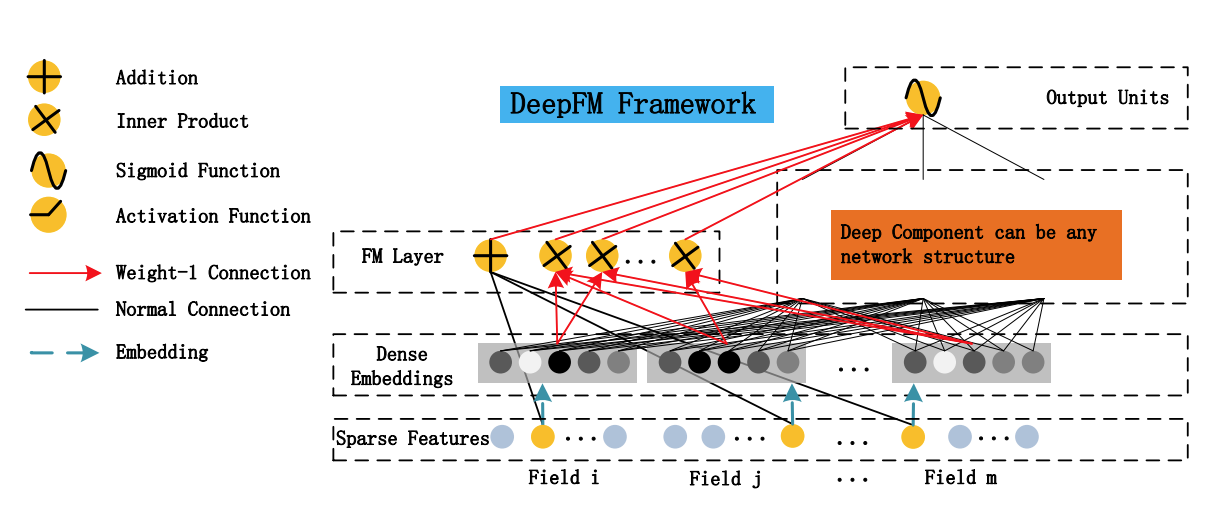 Addition
Inner Product
Sigmoid Function
Activation Function
Weight-1 Connection
Normal Connection
Embedding
DeepFM Framework
Output Units
Deep Component can be any
network structure
FM Layer
...
Dense
Embeddings
...
Sparse Features
...
...
...
...
Field i
Field j
...
Field m